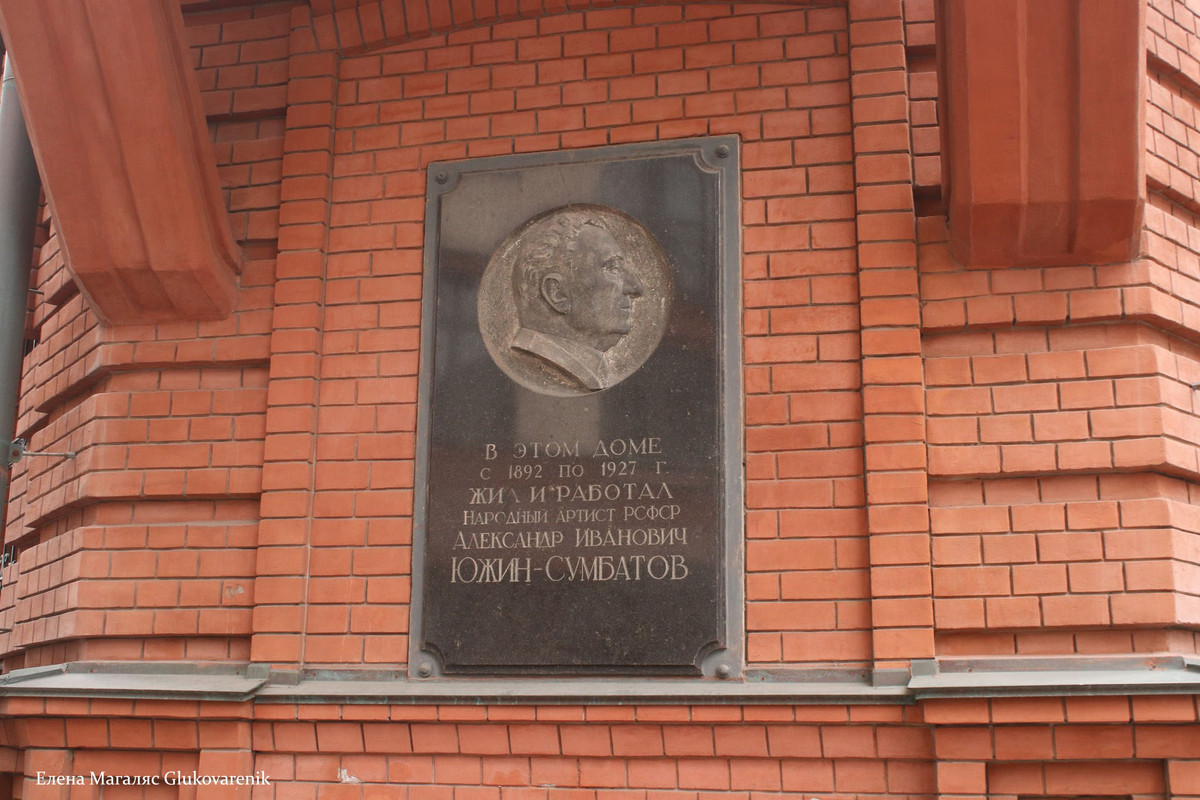 В ЭТОМ ДОМЕ
С 1892 ПО 1927 Г.
ЖИЛ И РАБОТАЛ
НАРОДНЫЙ АРТИСТ РСФСР
АЛЕКСАНДР ИВАНОВИЧ
ЮЖИН-СУМБАТОВ
Елена Магаляс Glukovarenik